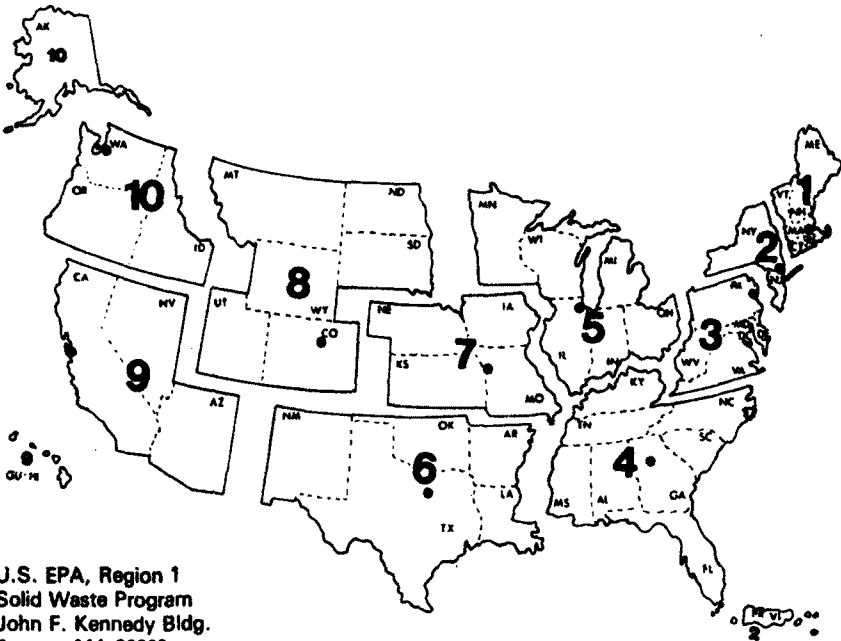 AK
10
WA
OR
10
ID
MT
ND
SD
8
WY
UT
CO
CA
NV
9
AZ
9
GU-HI
MN
WI
MI
IA
NE
KS
7
MO
IL
IN
OH
5
ME
VT
NH
1
MA
CT
NY
2
NJ
3
MD
WV
VA
KY
NC
TN
SC
4
MS
AL
GA
FL
NM
OK
AR
6
LA
TX
VI
2
U.S. EPA, Region 1
Solid Waste Program
John F. Kennedy Bldg.